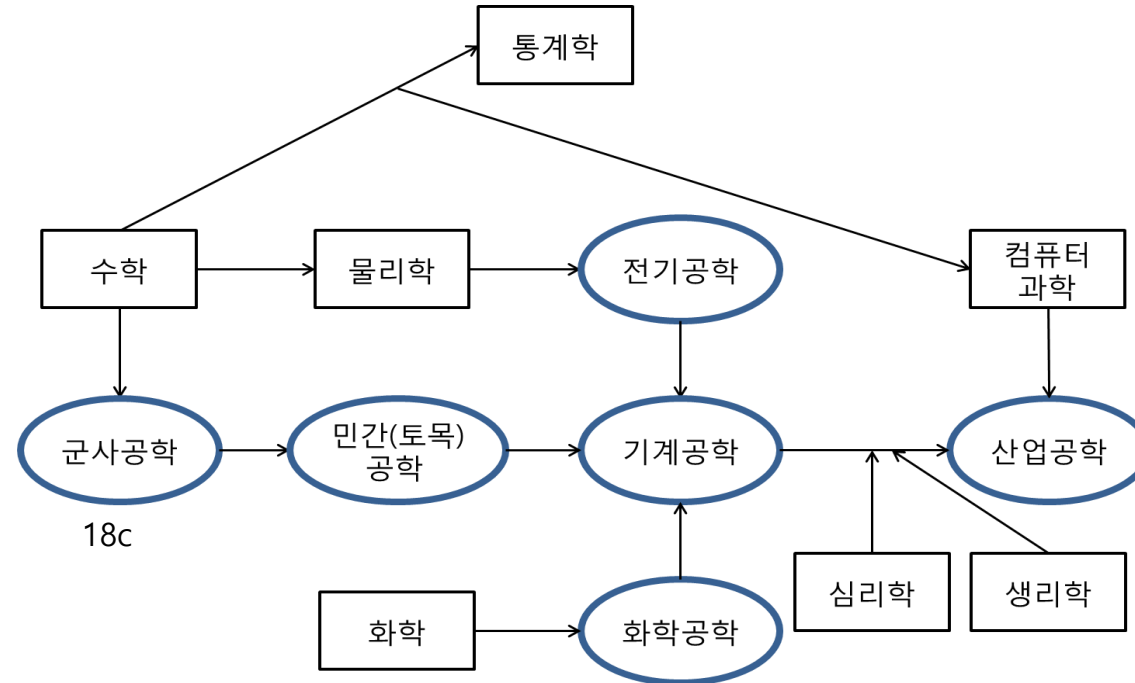 통계학
수학
물리학
전기공학
컴퓨터
과학
군사공학
민간(토목)
공학
기계공학
산업공학
18c
심리학
생리학
화학
화학공학